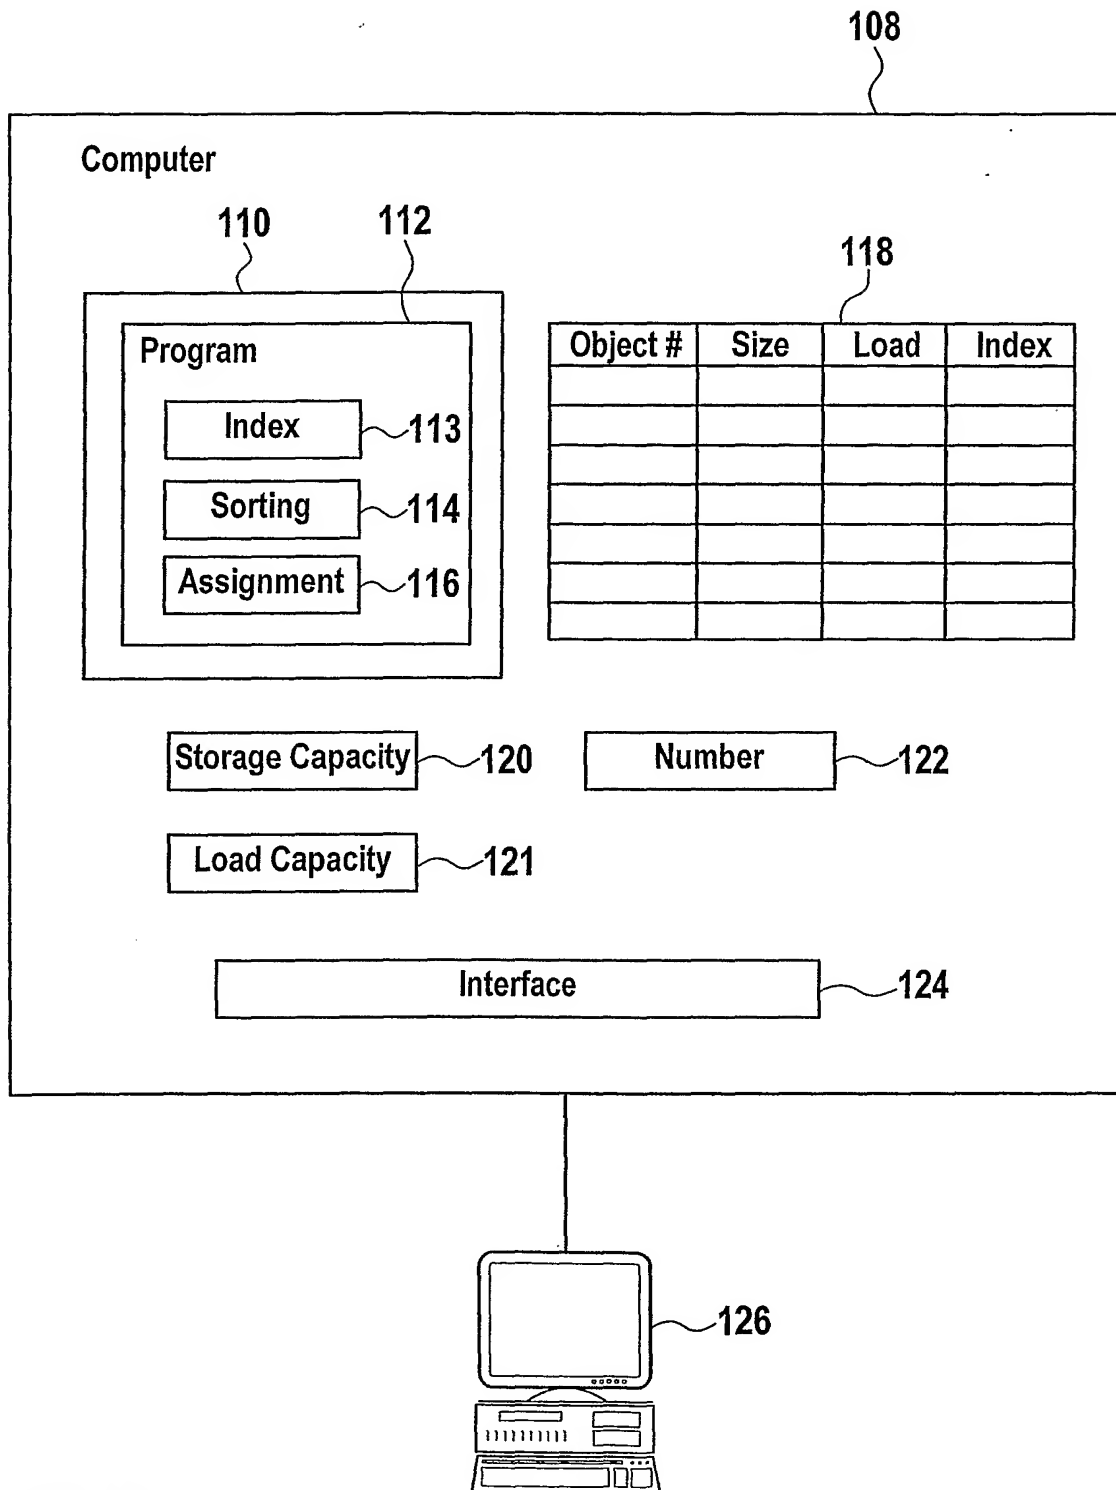 108
Computer
110 112
118
Program
Object # Size Load Index
Index 113
Sorting 114
Assignment 116
Storage Capacity 120 Number 122
Load Capacity 121
Interface 124
126